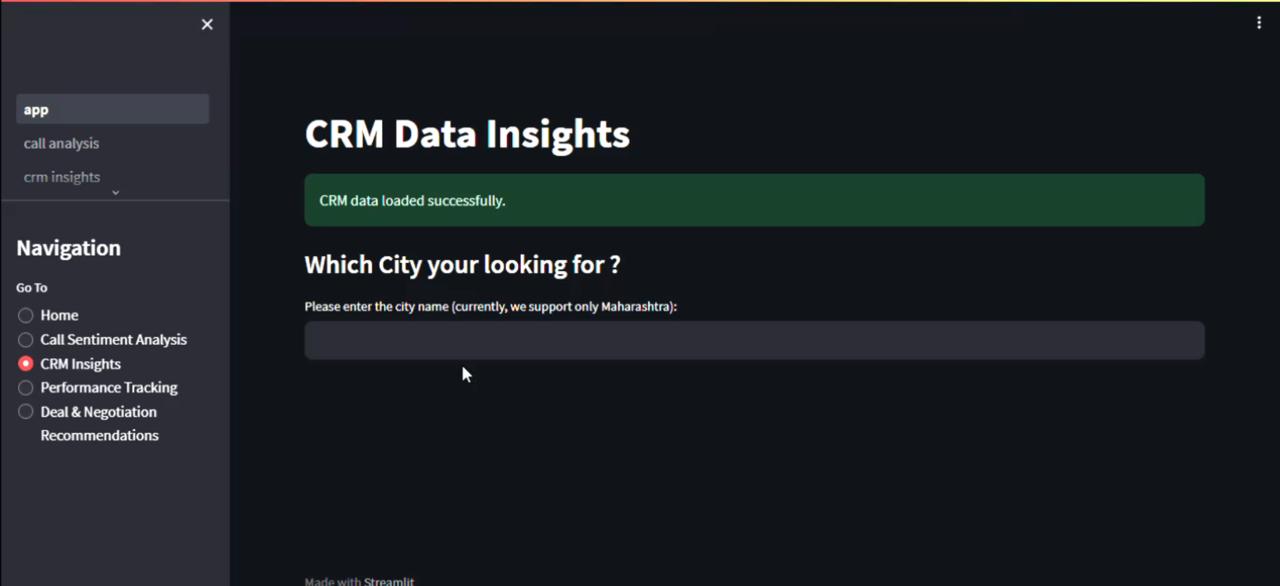 app
call analysis
crm insights
Navigation
Go To
Home
Call Sentiment Analysis
CRM Insights
Performance Tracking
Deal & Negotiation
Recommendations
CRM Data Insights
CRM data loaded successfully.
Which City your looking for ?
Please enter the city name (currently, we support only Maharashtra):
Made with Streamlit